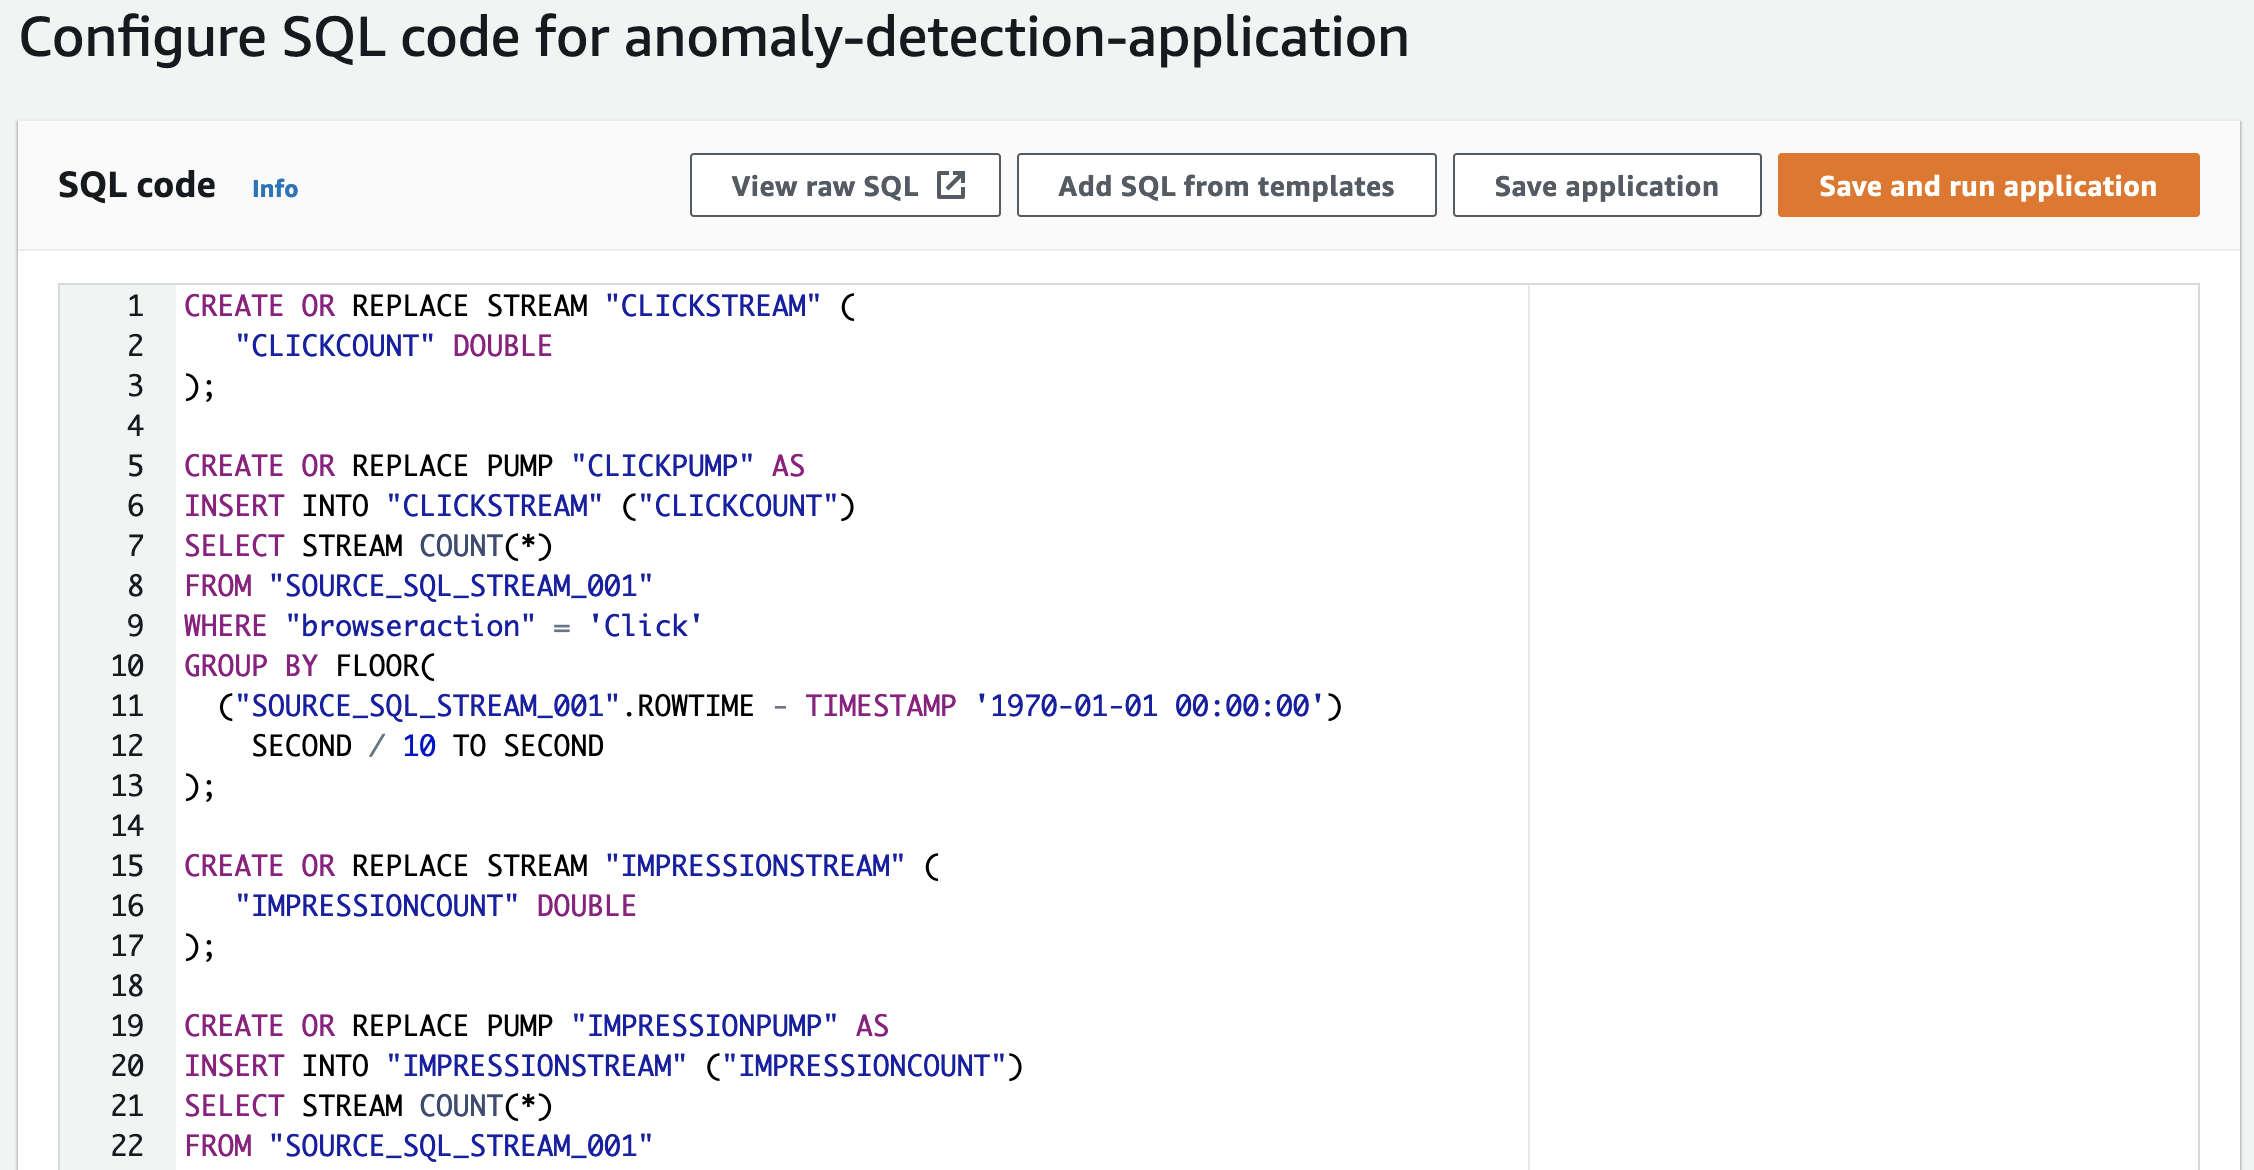 Configure SQL code for anomaly-detection-application
SQL code Info View raw SQL Add SQL from templates Save application Save and run application
1 CREATE OR REPLACE STREAM "CLICKSTREAM" (
2 "CLICKCOUNT" DOUBLE
3 );
4
5 CREATE OR REPLACE PUMP "CLICKPUMP" AS
6 INSERT INTO "CLICKSTREAM" ("CLICKCOUNT")
7 SELECT STREAM COUNT(*)
8 FROM "SOURCE_SQL_STREAM_001"
9 WHERE "browseraction" = 'Click'
10 GROUP BY FLOOR(
11 ("SOURCE_SQL_STREAM_001".ROWTIME - TIMESTAMP '1970-01-01 00:00:00')
12 SECOND / 10 TO SECOND
13 );
14
15 CREATE OR REPLACE STREAM "IMPRESSIONSTREAM" (
16 "IMPRESSIONCOUNT" DOUBLE
17 );
18
19 CREATE OR REPLACE PUMP "IMPRESSIONPUMP" AS
20 INSERT INTO "IMPRESSIONSTREAM" ("IMPRESSIONCOUNT")
21 SELECT STREAM COUNT(*)
22 FROM "SOURCE_SQL_STREAM_001"